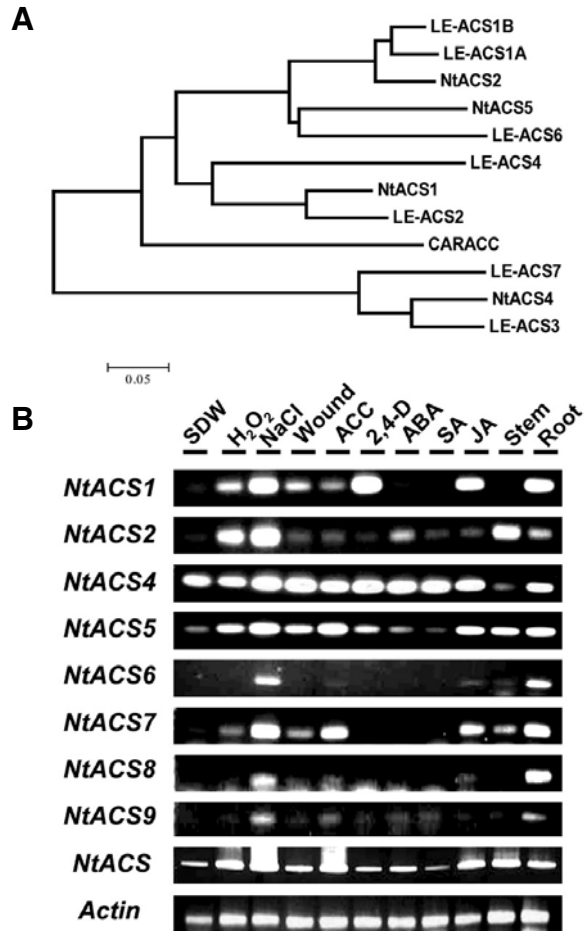 A
LE-ACS1B
LE-ACS1A
NtACS2
NtACS5
LE-ACS6
LE-ACS4
NtACS1
LE-ACS2
CARACC
LE-ACS7
NtACS4
LE-ACS3
0.05
B
SDW H2O2 NaCl Wound ACC 2,4-D ABA SA JA Stem Root
NtACS1
NtACS2
NtACS4
NtACS5
NtACS6
NtACS7
NtACS8
NtACS9
NtACS
Actin